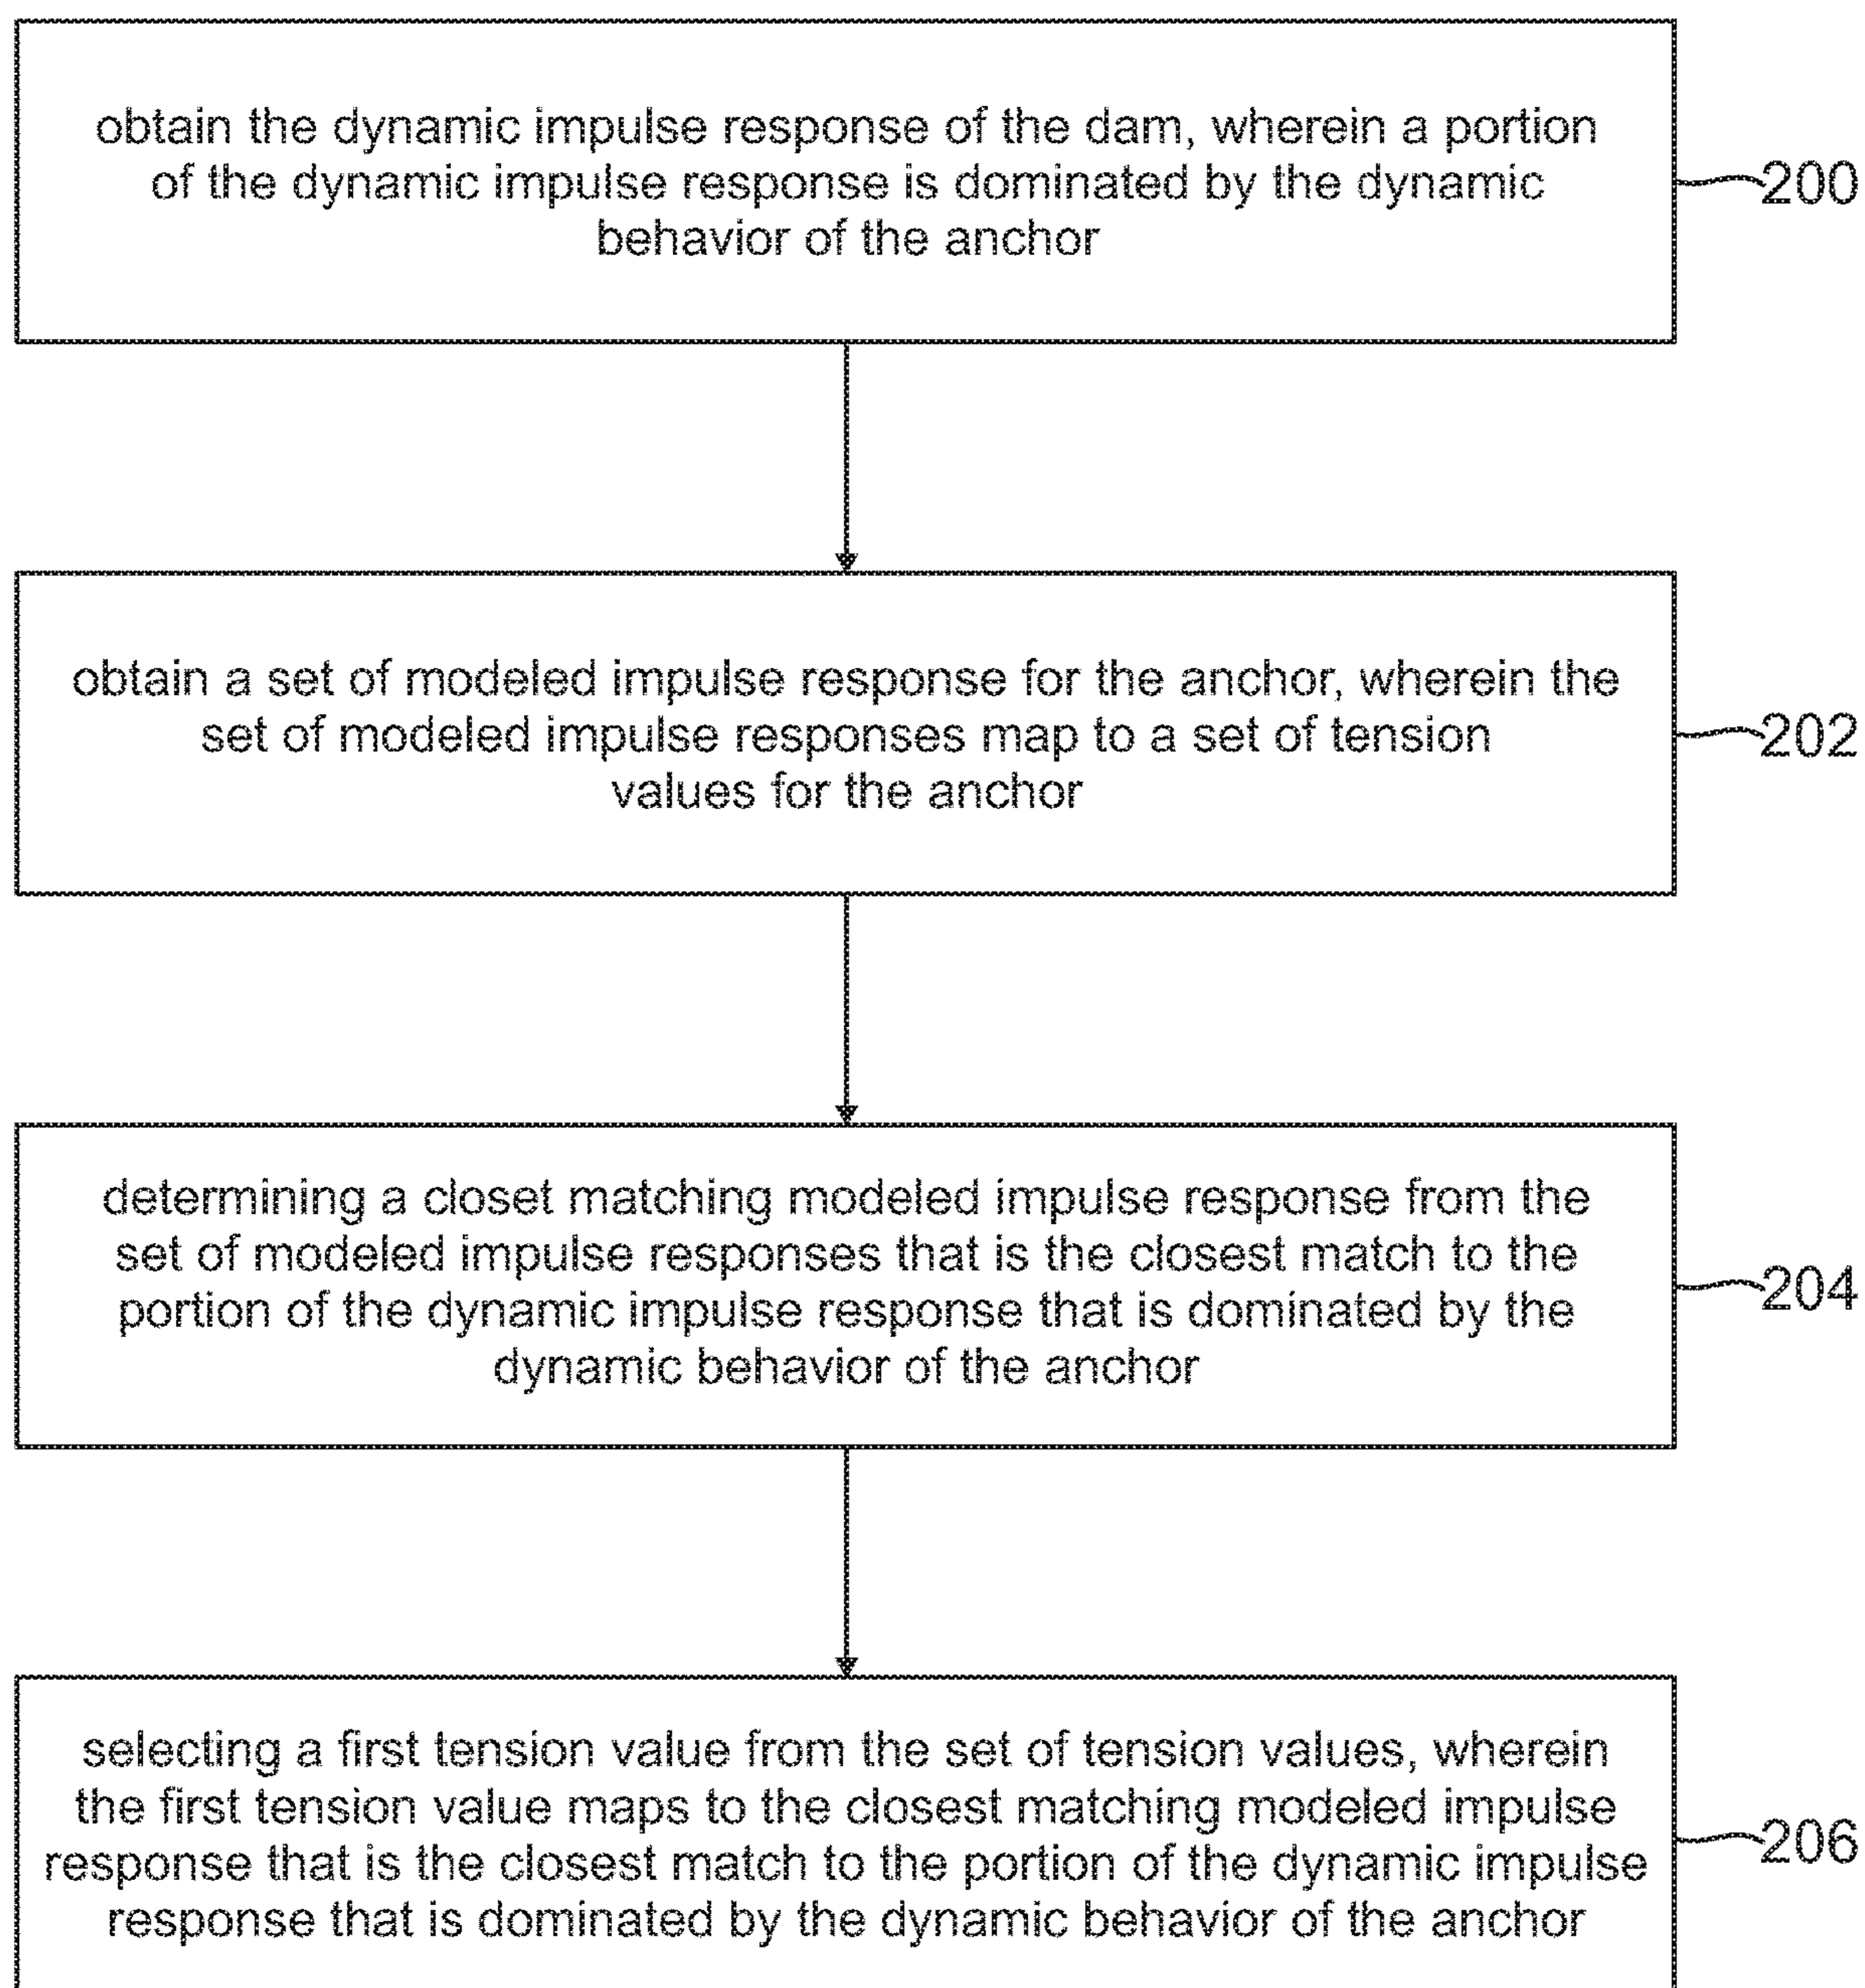 obtain the dynamic impulse response of the dam, wherein a portion
of the dynamic impulse response is dominated by the dynamic
behavior of the anchor
200
obtain a set of modeled impulse response for the anchor, wherein the
set of modeled impulse responses map to a set of tension
values for the anchor
202
determining a closet matching modeled impulse response from the
set of modeled impulse responses that is the closest match to the
portion of the dynamic impulse response that is dominated by the
dynamic behavior of the anchor
204
selecting a first tension value from the set of tension values, wherein
the first tension value maps to the closest matching modeled impulse
response that is the closest match to the portion of the dynamic impulse
response that is dominated by the dynamic behavior of the anchor
206